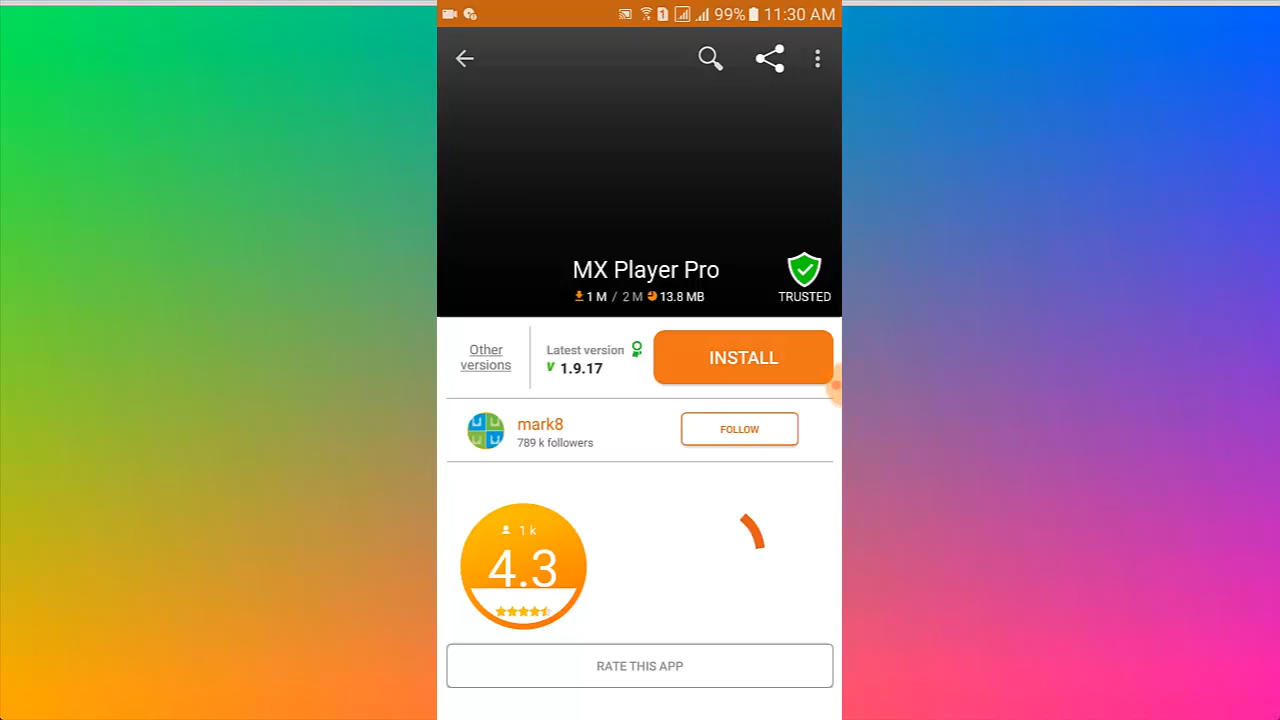 99% 11:30 AM
MX Player Pro
1 M / 2 M 13.8 MB
TRUSTED
Other
versions
Latest version
1.9.17
INSTALL
mark8
789 k followers
FOLLOW
1 k
4.3
RATE THIS APP